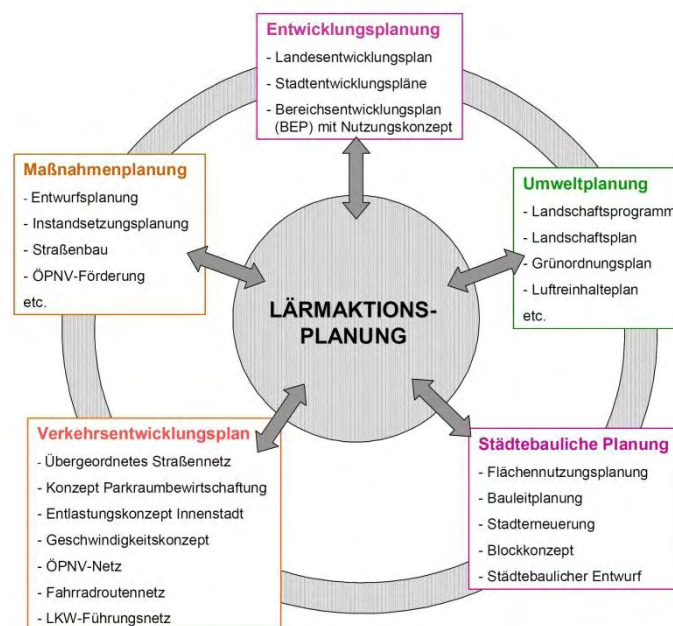 Entwicklungsplanung
- Landesentwicklungsplan
- Stadtentwicklungspläne
- Bereichsentwicklungsplan
(BEP) mit Nutzungskonzept
Maßnahmenplanung
- Entwurfsplanung
- Instandsetzungsplanung
- Straßenbau
- ÖPNV-Förderung
etc.
Umweltplanung
- Landschaftsprogramm
- Landschaftsplan
- Grünordnungsplan
- Luftreinhalteplan
etc.
LÄRMAKTIONS-
PLANUNG
Verkehrsentwicklungsplan
- Übergeordnetes Straßennetz
- Konzept Parkraumbewirtschaftung
- Entlastungskonzept Innenstadt
- Geschwindigkeitskonzept
- ÖPNV-Netz
- Fahrradroutennetz
- LKW-Führungsnetz
Städtebauliche Planung
- Flächennutzungsplanung
- Bauleitplanung
- Stadterneuerung
- Blockkonzept
- Städtebaulicher Entwurf